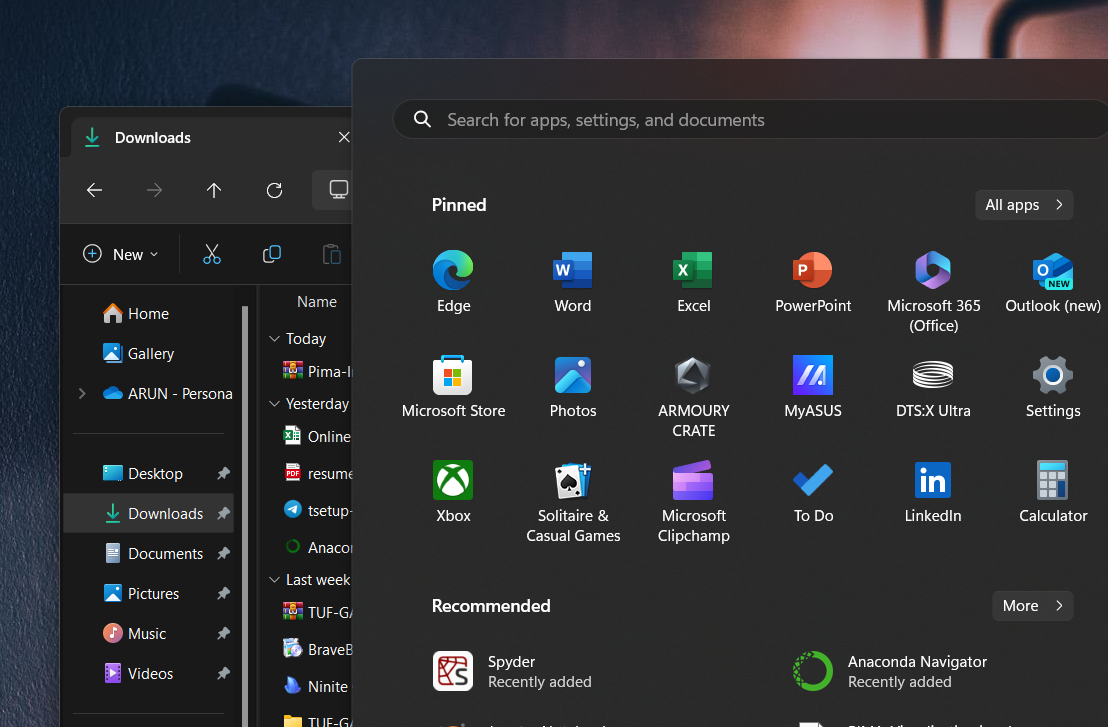 Downloads
New
Home
Gallery
ARUN - Persona
Desktop
Downloads
Documents
Pictures
Music
Videos
Name
Today
Pima-I
Yesterday
Online
resume
tsetup-
Anacor
Last week
TUF-GA
BraveB
Ninite
TUF-GA
Search for apps, settings, and documents
Pinned
All apps
Edge
Word
Excel
PowerPoint
Microsoft 365
(Office)
NEW
Outlook (new)
Microsoft Store
Photos
ARMOURY
CRATE
MyASUS
DTS:X Ultra
Settings
Xbox
Solitaire &
Casual Games
Microsoft
Clipchamp
To Do
LinkedIn
Calculator
Recommended
More
Spyder
Recently added
Anaconda Navigator
Recently added